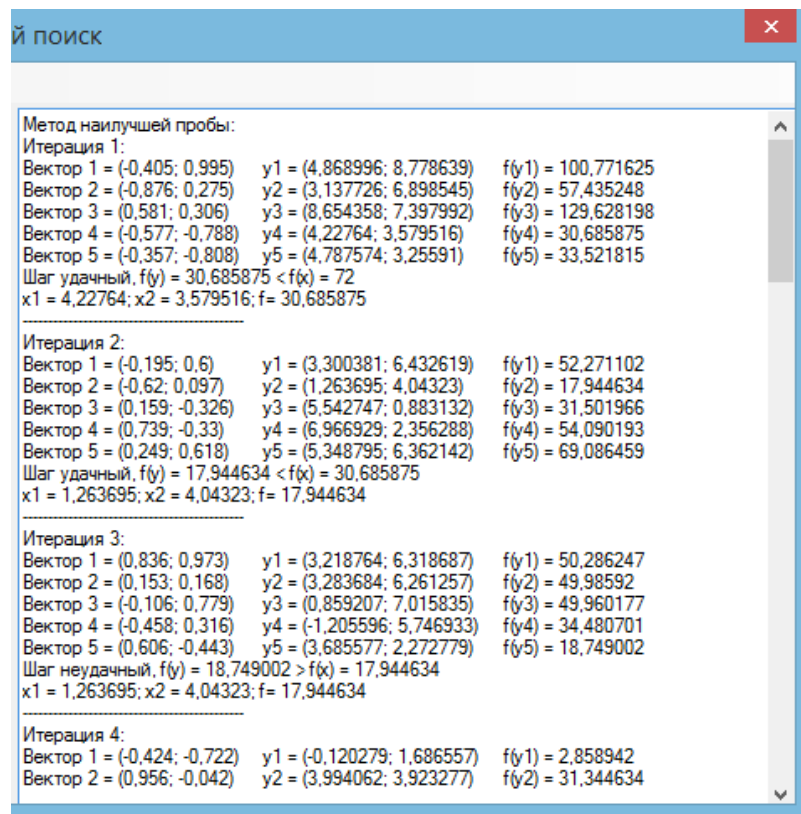 й поиск
Метод наилучшей пробы:
Итерация 1:
Вектор 1 = (-0,405; 0,995) y1 = (4,868996; 8,778639) f(y1) = 100,771625
Вектор 2 = (-0,876; 0,275) y2 = (3,137726; 6,898545) f(y2) = 57,435248
Вектор 3 = (0,581; 0,306) y3 = (8,654358; 7,397992) f(y3) = 129,628198
Вектор 4 = (-0,577; -0,788) y4 = (4,22764; 3,579516) f(y4) = 30,685875
Вектор 5 = (-0,357; -0,808) y5 = (4,787574; 3,25591) f(y5) = 33,521815
Шаг удачный, f(y) = 30,685875 < f(x) = 72
x1 = 4,22764; x2 = 3,579516; f= 30,685875
--------------------------------------------
Итерация 2:
Вектор 1 = (-0,195; 0,6) y1 = (3,300381; 6,432619) f(y1) = 52,271102
Вектор 2 = (-0,62; 0,097) y2 = (1,263695; 4,04323) f(y2) = 17,944634
Вектор 3 = (0,159; -0,326) y3 = (5,542747; 0,883132) f(y3) = 31,501966
Вектор 4 = (0,739; -0,33) y4 = (6,966929; 2,356288) f(y4) = 54,090193
Вектор 5 = (0,249; 0,618) y5 = (5,348795; 6,362142) f(y5) = 69,086459
Шаг удачный, f(y) = 17,944634 < f(x) = 30,685875
x1 = 1,263695; x2 = 4,04323; f= 17,944634
--------------------------------------------
Итерация 3:
Вектор 1 = (0,836; 0,973) y1 = (3,218764; 6,318687) f(y1) = 50,286247
Вектор 2 = (0,153; 0,168) y2 = (3,283684; 6,261257) f(y2) = 49,98592
Вектор 3 = (-0,106; 0,779) y3 = (0,859207; 7,015835) f(y3) = 49,960177
Вектор 4 = (-0,458; 0,316) y4 = (-1,205596; 5,746933) f(y4) = 34,480701
Вектор 5 = (0,606; -0,443) y5 = (3,685577; 2,272779) f(y5) = 18,749002
Шаг неудачный, f(y) = 18,749002 > f(x) = 17,944634
x1 = 1,263695; x2 = 4,04323; f= 17,944634
--------------------------------------------
Итерация 4:
Вектор 1 = (-0,424; -0,722) y1 = (-0,120279; 1,686557) f(y1) = 2,858942
Вектор 2 = (0,956; -0,042) y2 = (3,994062; 3,923277) f(y2) = 31,344634